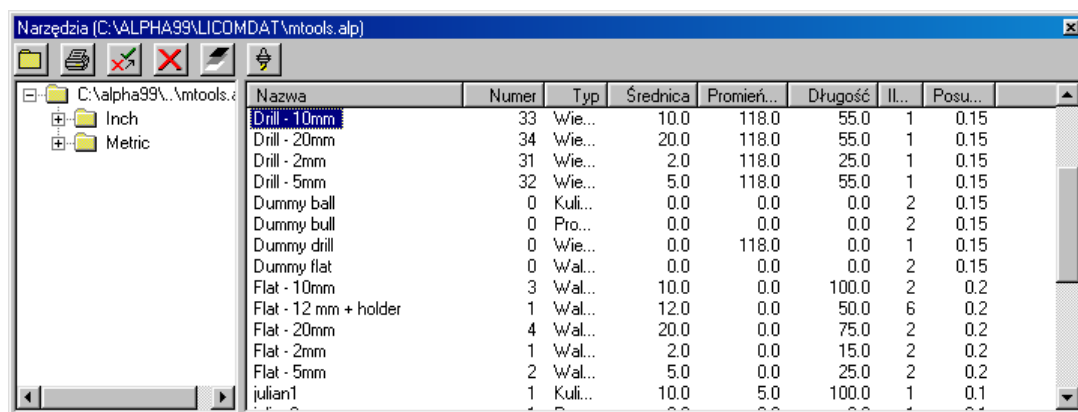 Narzędzia (C:\ALPHA99\LICOMDAT\mtools.alp)
C:\alpha99\..\mtools.a
Inch
Metric
Nazwa Numer Typ Średnica Promień... Długość Il... Posu...
Drill - 10mm 33 Wie... 10.0 118.0 55.0 1 0.15
Drill - 20mm 34 Wie... 20.0 118.0 55.0 1 0.15
Drill - 2mm 31 Wie... 2.0 118.0 25.0 1 0.15
Drill - 5mm 32 Wie... 5.0 118.0 55.0 1 0.15
Dummy ball 0 Kuli... 0.0 0.0 0.0 2 0.15
Dummy bull 0 Pro... 0.0 0.0 0.0 2 0.15
Dummy drill 0 Wie... 0.0 118.0 0.0 1 0.15
Dummy flat 0 Wal... 0.0 0.0 0.0 2 0.15
Flat - 10mm 3 Wal... 10.0 0.0 100.0 2 0.2
Flat - 12 mm + holder 1 Wal... 12.0 0.0 50.0 6 0.2
Flat - 20mm 4 Wal... 20.0 0.0 75.0 2 0.2
Flat - 2mm 1 Wal... 2.0 0.0 15.0 2 0.2
Flat - 5mm 2 Wal... 5.0 0.0 25.0 2 0.2
julian1 1 Kuli... 10.0 5.0 100.0 1 0.1